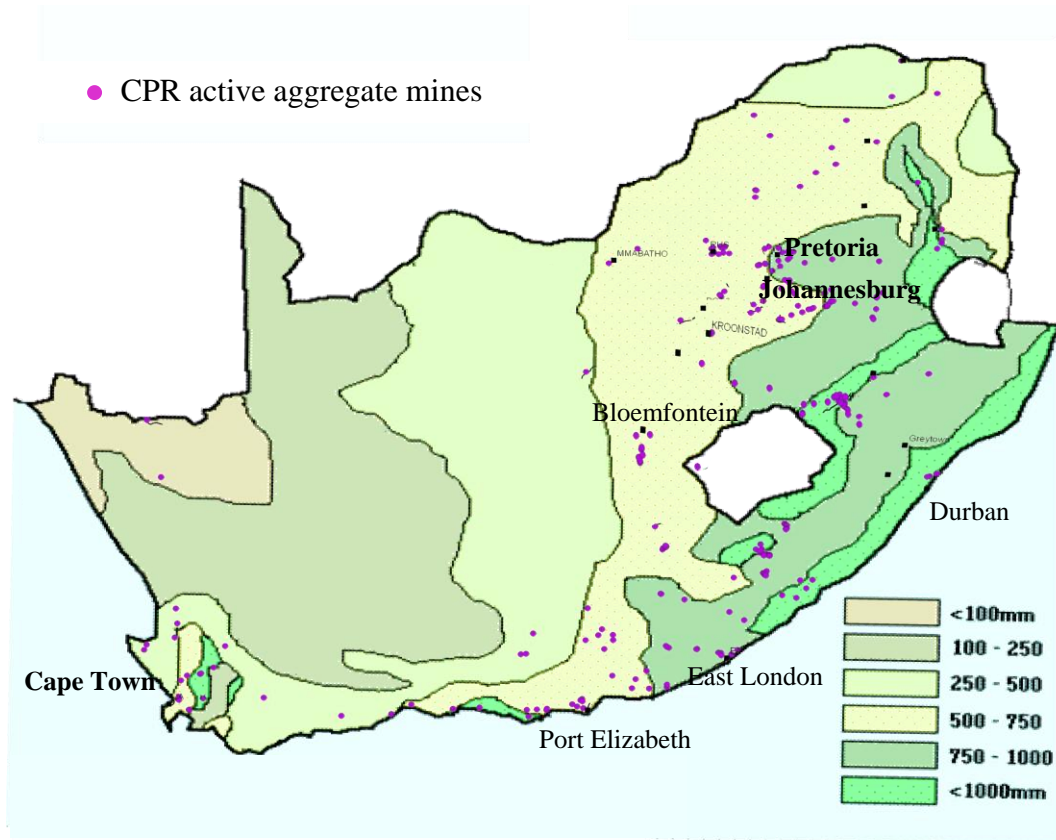 CPR active aggregate mines
Pretoria
MMABATHO
Johannesburg
KROONSTAD
Bloemfontein
Greytown
Durban
<100mm
100 - 250
Cape Town
East London
250 - 500
500 - 750
Port Elizabeth
750 - 1000
<1000mm